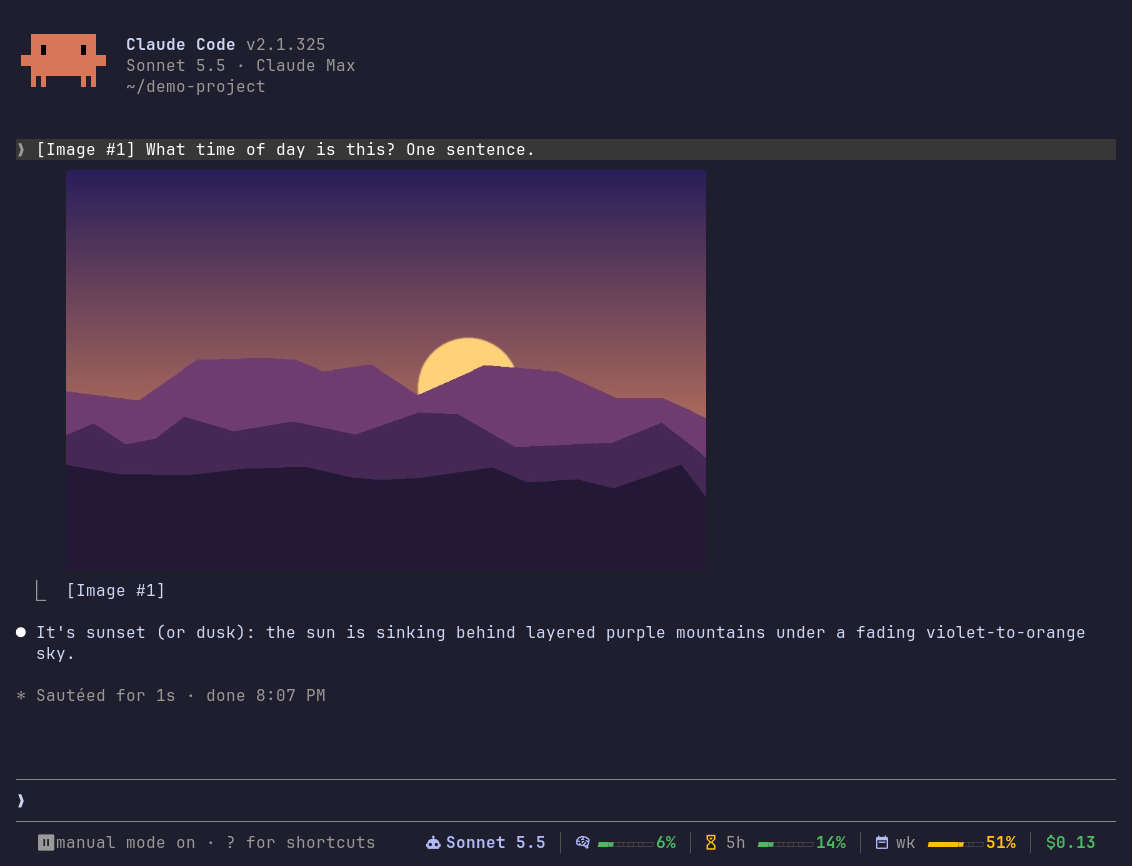 Claude Code v2.1.325
Sonnet 5.5 · Claude Max
~/demo-project
❯ [Image #1] What time of day is this? One sentence.
[Image #1]
● It's sunset (or dusk): the sun is sinking behind layered purple mountains under a fading violet-to-orange
sky.
* Sautéed for 1s · done 8:07 PM
❯
manual mode on · ? for shortcuts Sonnet 5.5 | 6% | 5h 14% | wk 51% | $0.13